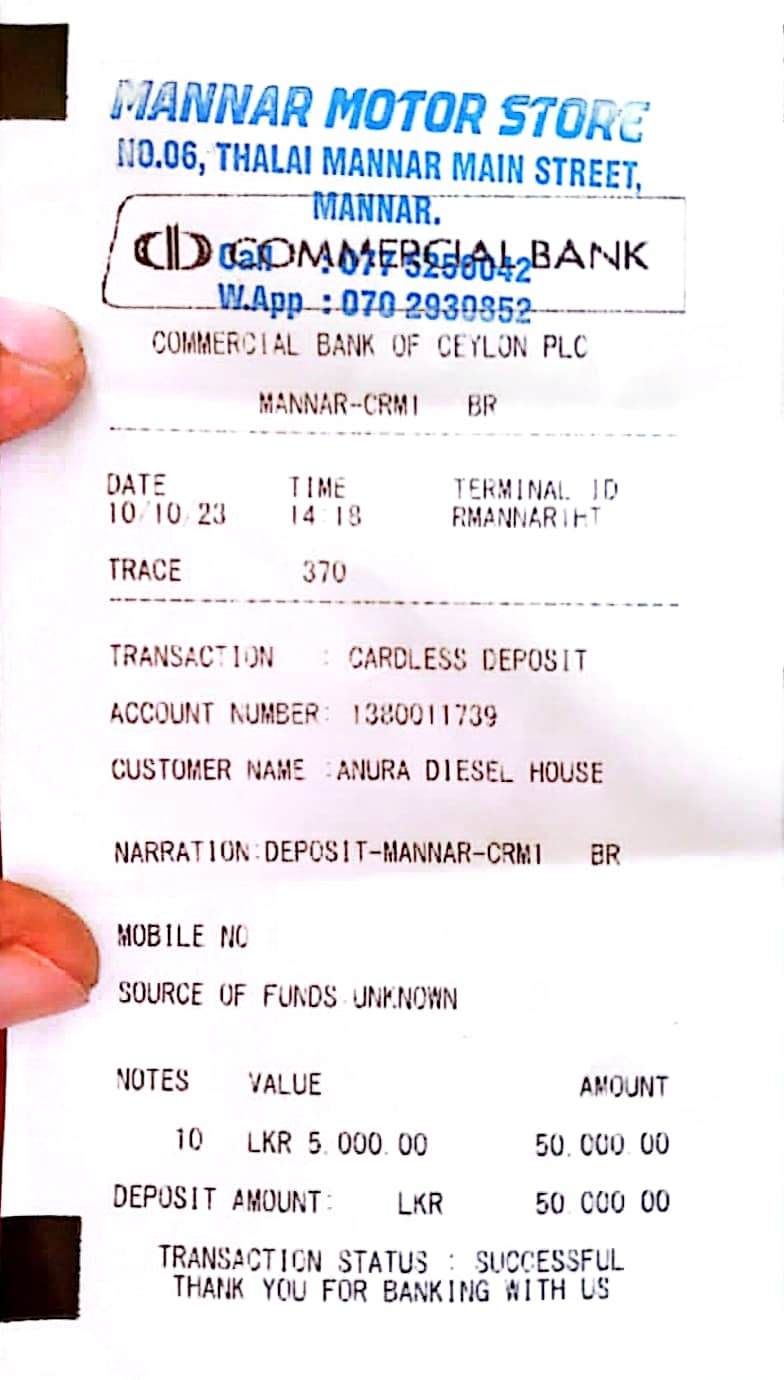 MANNAR MOTOR STORE
NO.06, THALAI MANNAR MAIN STREET,
MANNAR.
COMMERCIAL BANK
Call : 077 5256042
W.App : 070 2930852
COMMERCIAL BANK OF CEYLON PLC
MANNAR-CRM1 BR
DATE TIME TERMINAL ID
10/10/23 14:18
TRACE 370
TRANSACTION : CARDLESS DEPOSIT
ACCOUNT NUMBER: 1380011739
CUSTOMER NAME :ANURA DIESEL HOUSE
NARRATION:DEPOSIT-MANNAR-CRM1 BR
MOBILE NO
SOURCE OF FUNDS:UNKNOWN
NOTES VALUE AMOUNT
10 LKR 5,000.00 50,000.00
DEPOSIT AMOUNT: LKR 50,000.00
TRANSACTION STATUS : SUCCESSFUL
THANK YOU FOR BANKING WITH US